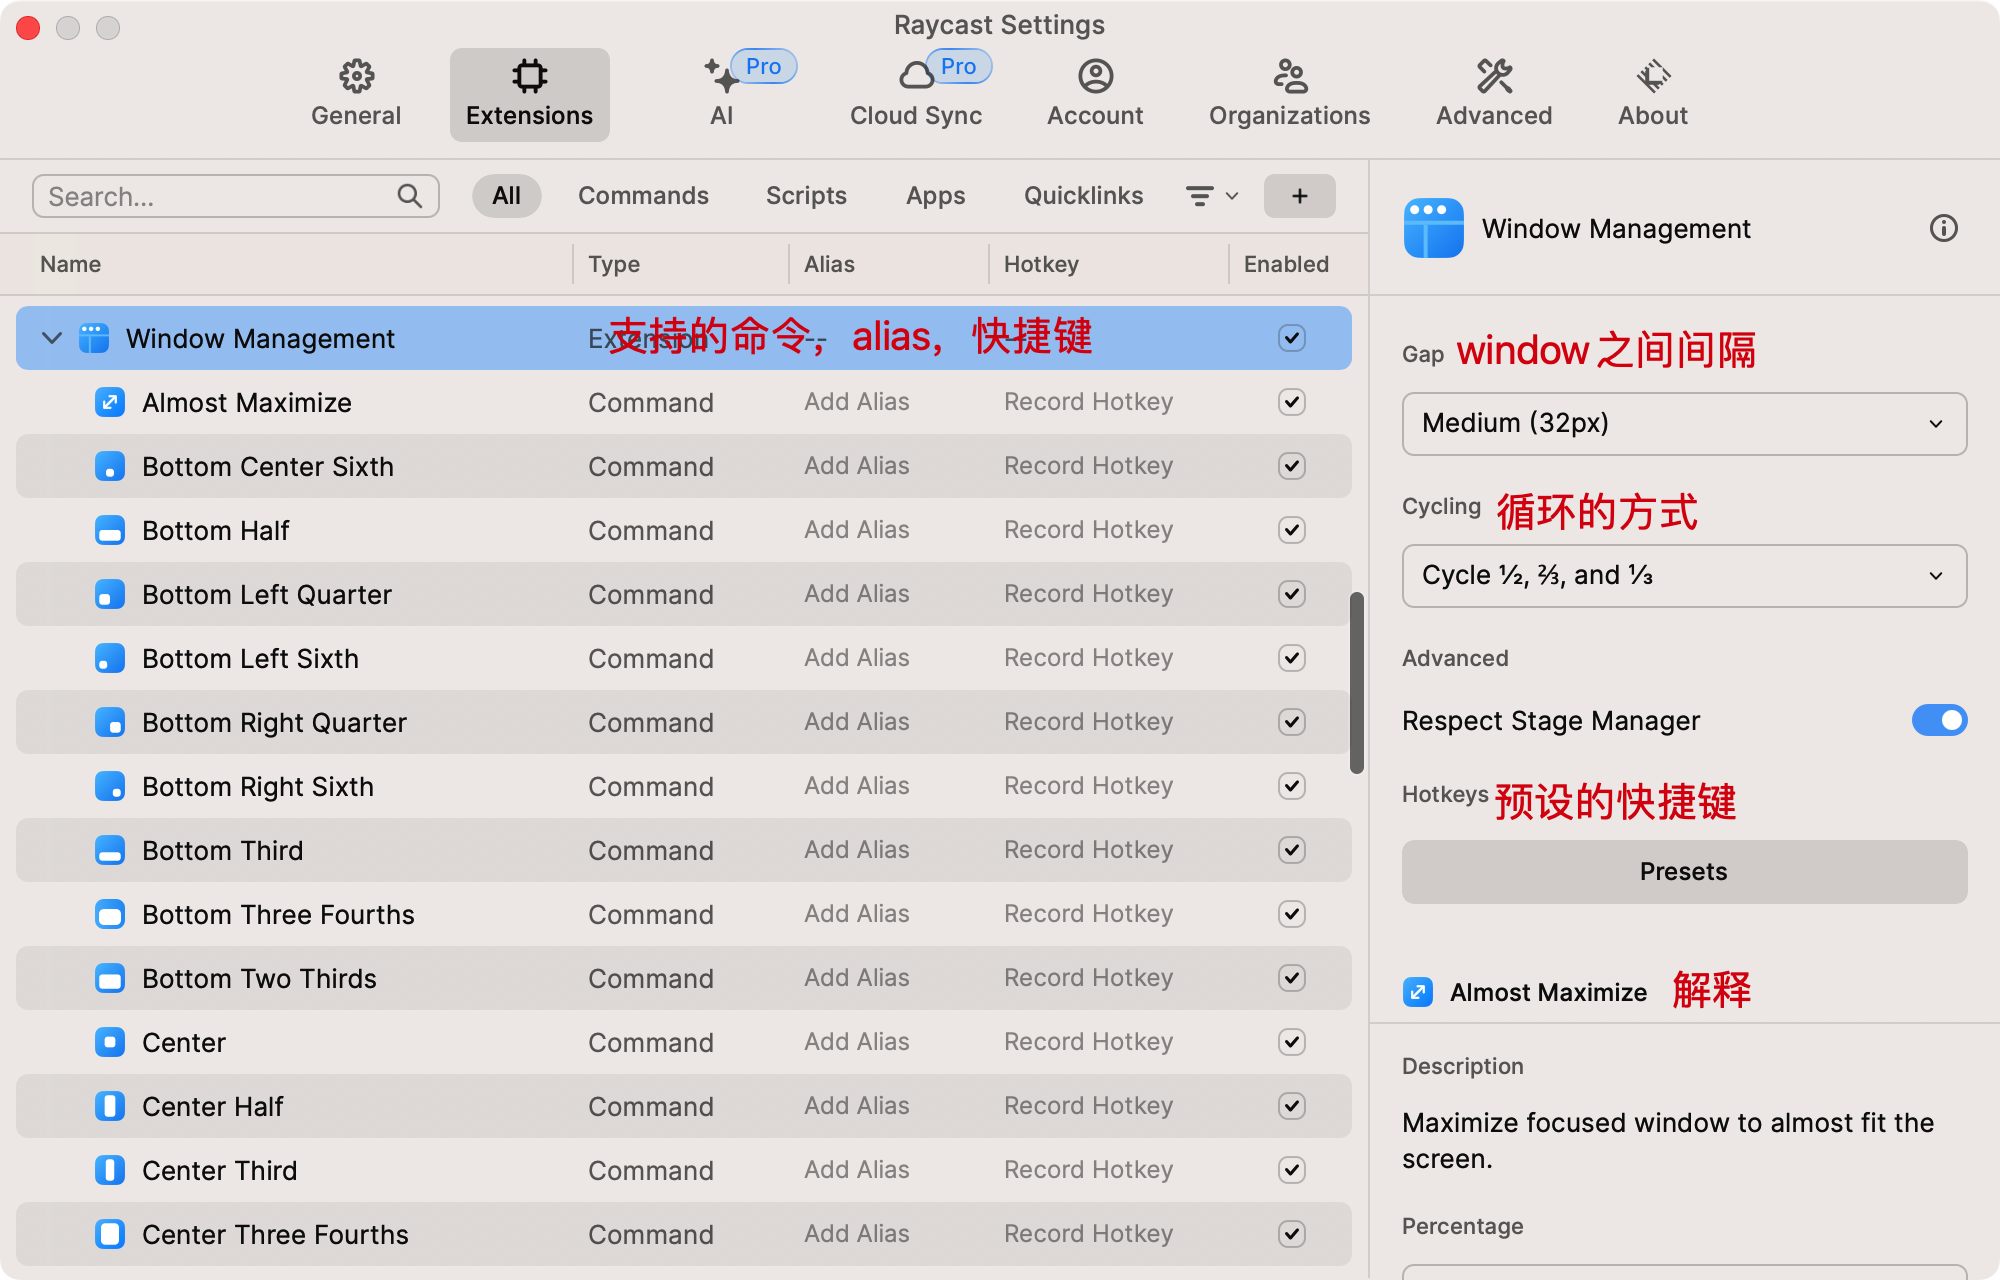 Raycast Settings
General
Extensions
AI
Pro
Cloud Sync
Pro
Account
Organizations
Advanced
About
Search...
All
Commands
Scripts
Apps
Quicklinks
+
Name Type Alias Hotkey Enabled
Window Management Extension --
支持的命令，alias，快捷键
Almost Maximize Command Add Alias Record Hotkey
Bottom Center Sixth Command Add Alias Record Hotkey
Bottom Half Command Add Alias Record Hotkey
Bottom Left Quarter Command Add Alias Record Hotkey
Bottom Left Sixth Command Add Alias Record Hotkey
Bottom Right Quarter Command Add Alias Record Hotkey
Bottom Right Sixth Command Add Alias Record Hotkey
Bottom Third Command Add Alias Record Hotkey
Bottom Three Fourths Command Add Alias Record Hotkey
Bottom Two Thirds Command Add Alias Record Hotkey
Center Command Add Alias Record Hotkey
Center Half Command Add Alias Record Hotkey
Center Third Command Add Alias Record Hotkey
Center Three Fourths Command Add Alias Record Hotkey
Window Management
Gap window之间间隔
Medium (32px)
Cycling 循环的方式
Cycle ½, ⅔, and ⅓
Advanced
Respect Stage Manager
Hotkeys 预设的快捷键
Presets
Almost Maximize 解释
Description
Maximize focused window to almost fit the
screen.
Percentage